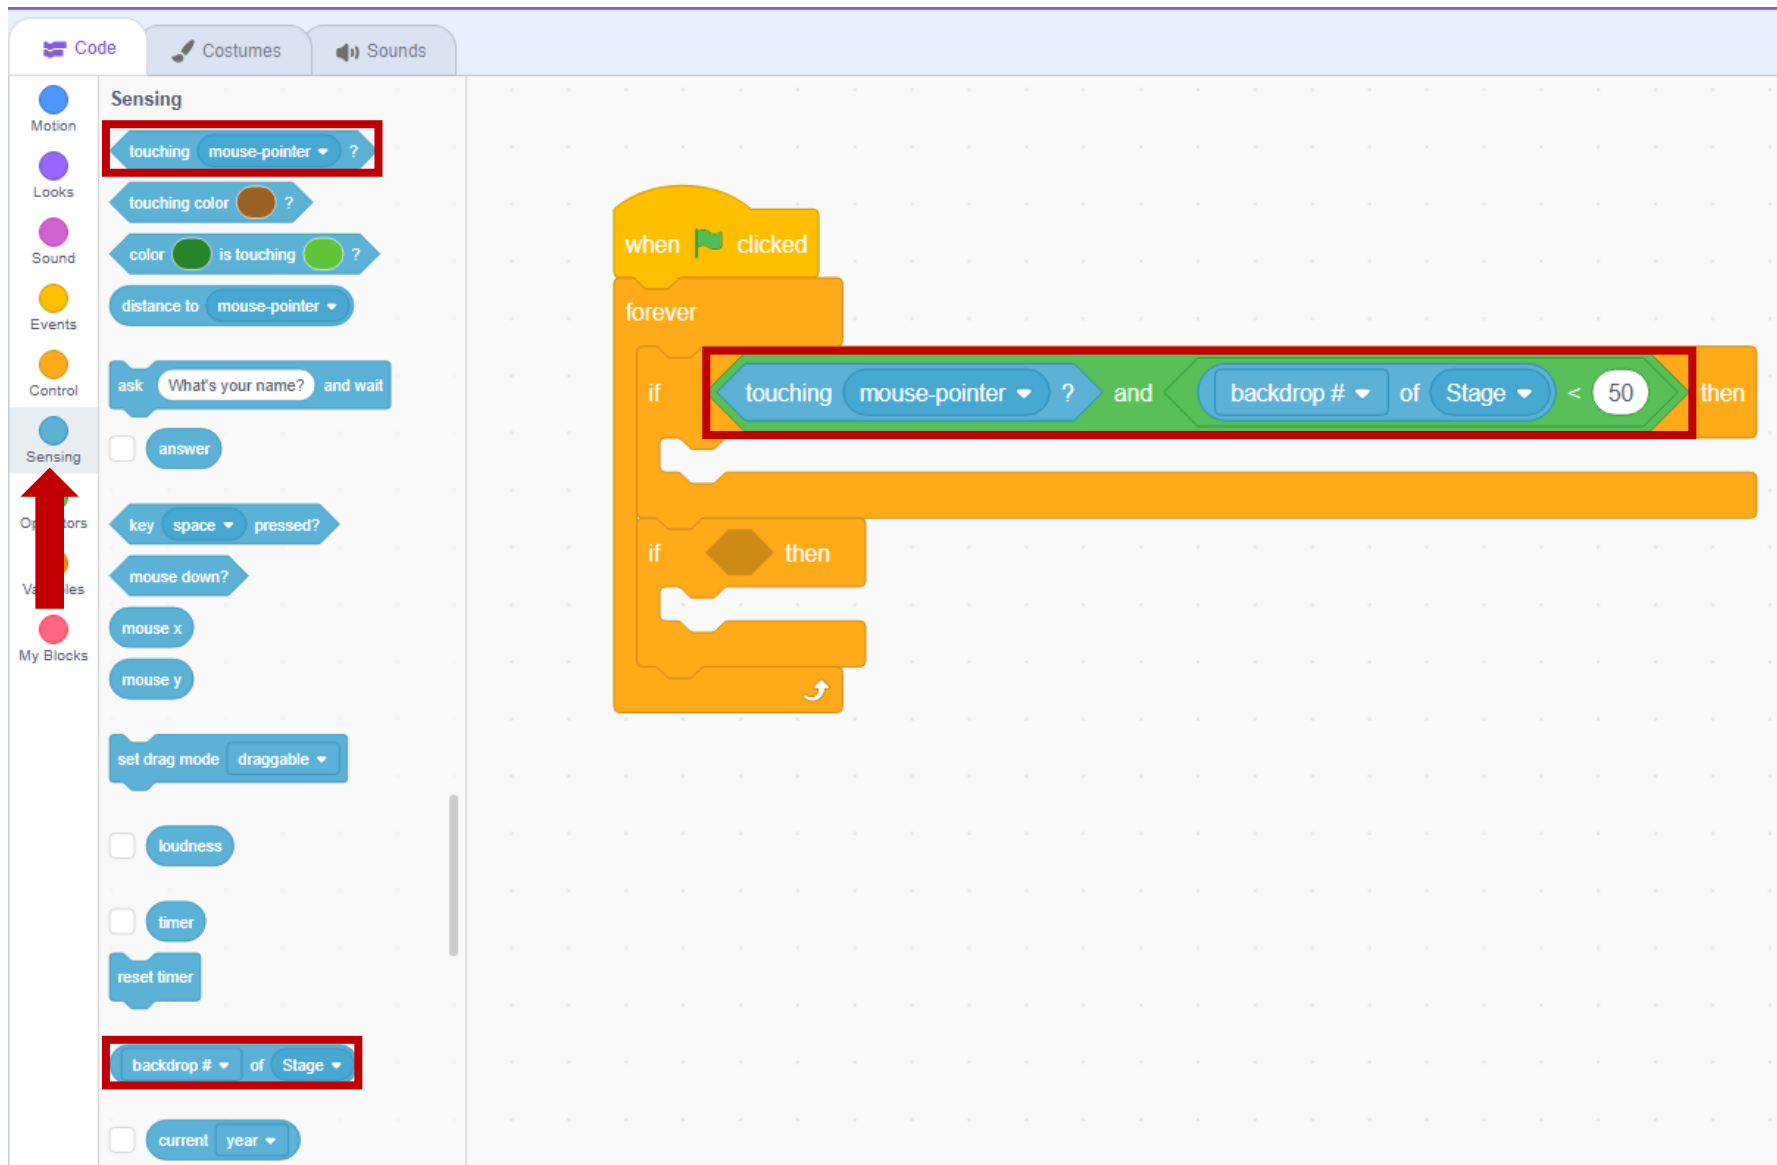 Code
Costumes
Sounds
Motion
Looks
Sound
Events
Control
Sensing
My Blocks
Sensing
touching mouse-pointer ?
touching color ?
color is touching ?
distance to mouse-pointer
ask What's your name? and wait
answer
key space pressed?
mouse down?
mouse x
mouse y
set drag mode draggable
loudness
timer
reset timer
backdrop # of Stage
current year
when clicked
forever
if touching mouse-pointer ? and backdrop # of Stage < 50 then
if then